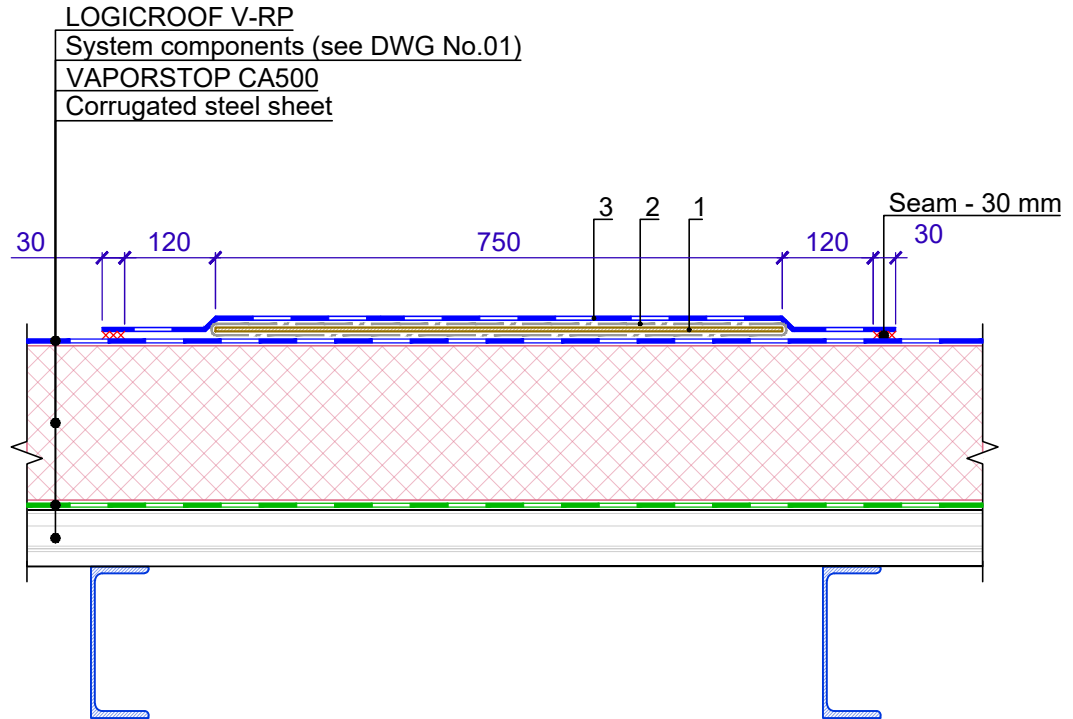 LOGICROOF V-RP
System components (see DWG No.01)
VAPORSTOP CA500
Corrugated steel sheet
3 2 1
Seam - 30 mm
30 120 750 120 30